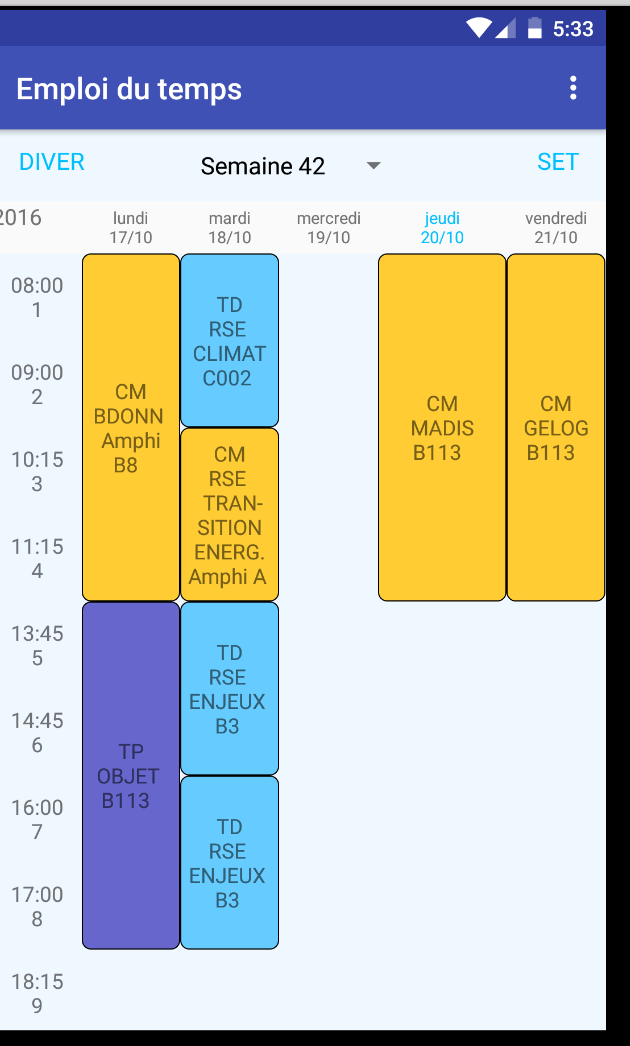 5:33
Emploi du temps
DIVER
Semaine 42
SET
2016
lundi
17/10
mardi
18/10
mercredi
19/10
jeudi
20/10
vendredi
21/10
08:00
1
09:00
2
10:15
3
11:15
4
13:45
5
14:45
6
16:00
7
17:00
8
18:15
9
CM
BDONN
Amphi
B8
TP
OBJET
B113
TD
RSE
CLIMAT
C002
CM
RSE
TRAN-
SITION
ENERG.
Amphi A
TD
RSE
ENJEUX
B3
TD
RSE
ENJEUX
B3
CM
MADIS
B113
CM
GELOG
B113